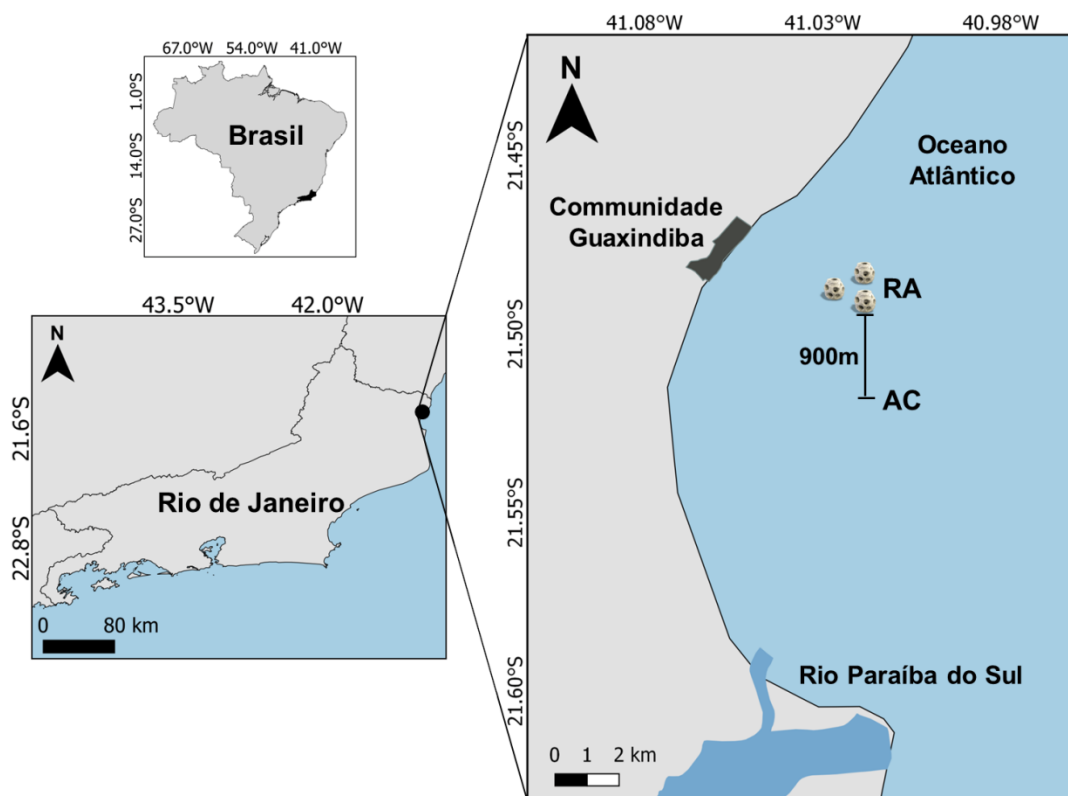 67.0°W 54.0°W 41.0°W
1.0°S
14.0°S
27.0°S
Brasil
43.5°W 42.0°W
N
21.6°S
22.8°S
Rio de Janeiro
0 80 km
41.08°W 41.03°W 40.98°W
N
21.45°S
21.50°S
21.55°S
21.60°S
Oceano
Atlântico
Communidade
Guaxindiba
RA
900m
AC
Rio Paraíba do Sul
0 1 2 km